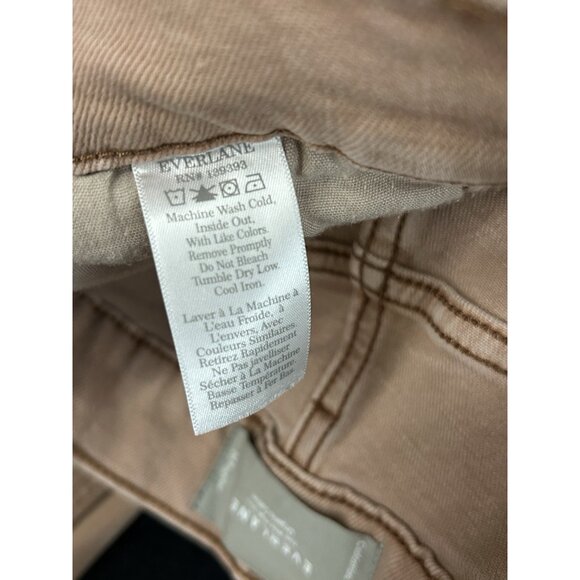 EVERLANE
RN# 139393
Machine Wash Cold,
Inside Out,
With Like Colors.
Remove Promptly
Do Not Bleach
Tumble Dry Low.
Cool Iron.
Laver à La Machine à
L'eau Froide, à
L'envers, Avec
Couleurs Similaires.
Retirez Rapidement
Ne Pas javelliser
Sécher à La Machine
Basse Température.
Repasser à Fer Bas.
EVERLANE